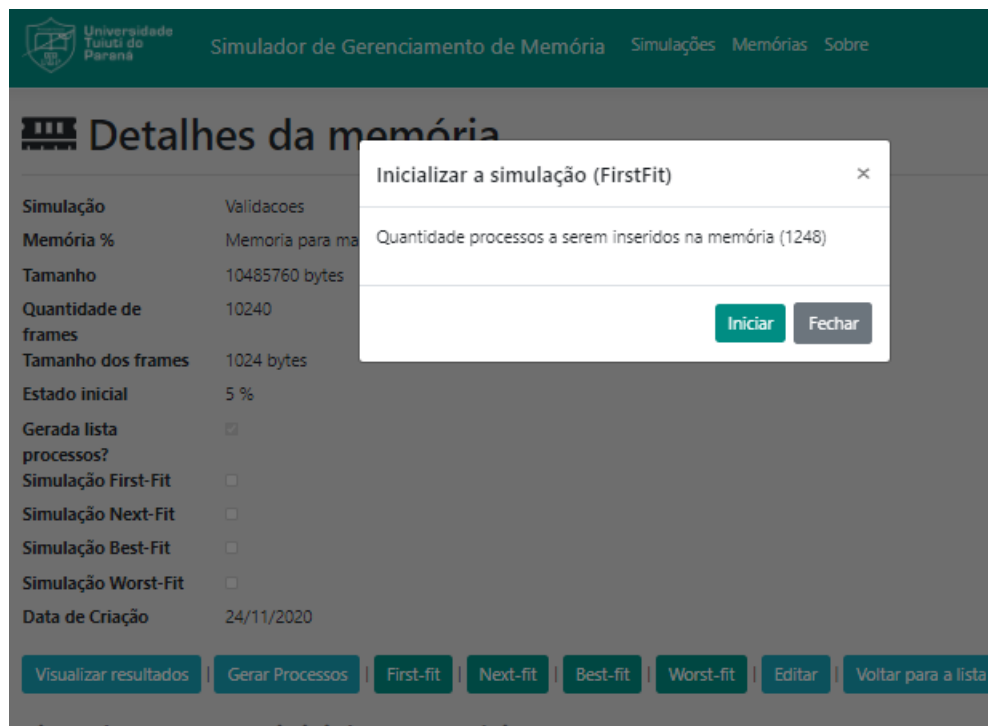 Universidade
Tuiuti do
Paraná
Simulador de Gerenciamento de Memória Simulações Memórias Sobre
Detalhes da memória
Inicializar a simulação (FirstFit) ×
Quantidade processos a serem inseridos na memória (1248)
Iniciar Fechar
Simulação Validacoes
Memória % Memoria para ma
Tamanho 10485760 bytes
Quantidade de
frames 10240
Tamanho dos frames 1024 bytes
Estado inicial 5 %
Gerada lista
processos?
Simulação First-Fit
Simulação Next-Fit
Simulação Best-Fit
Simulação Worst-Fit
Data de Criação 24/11/2020
Visualizar resultados | Gerar Processos | First-fit | Next-fit | Best-fit | Worst-fit | Editar | Voltar para a lista